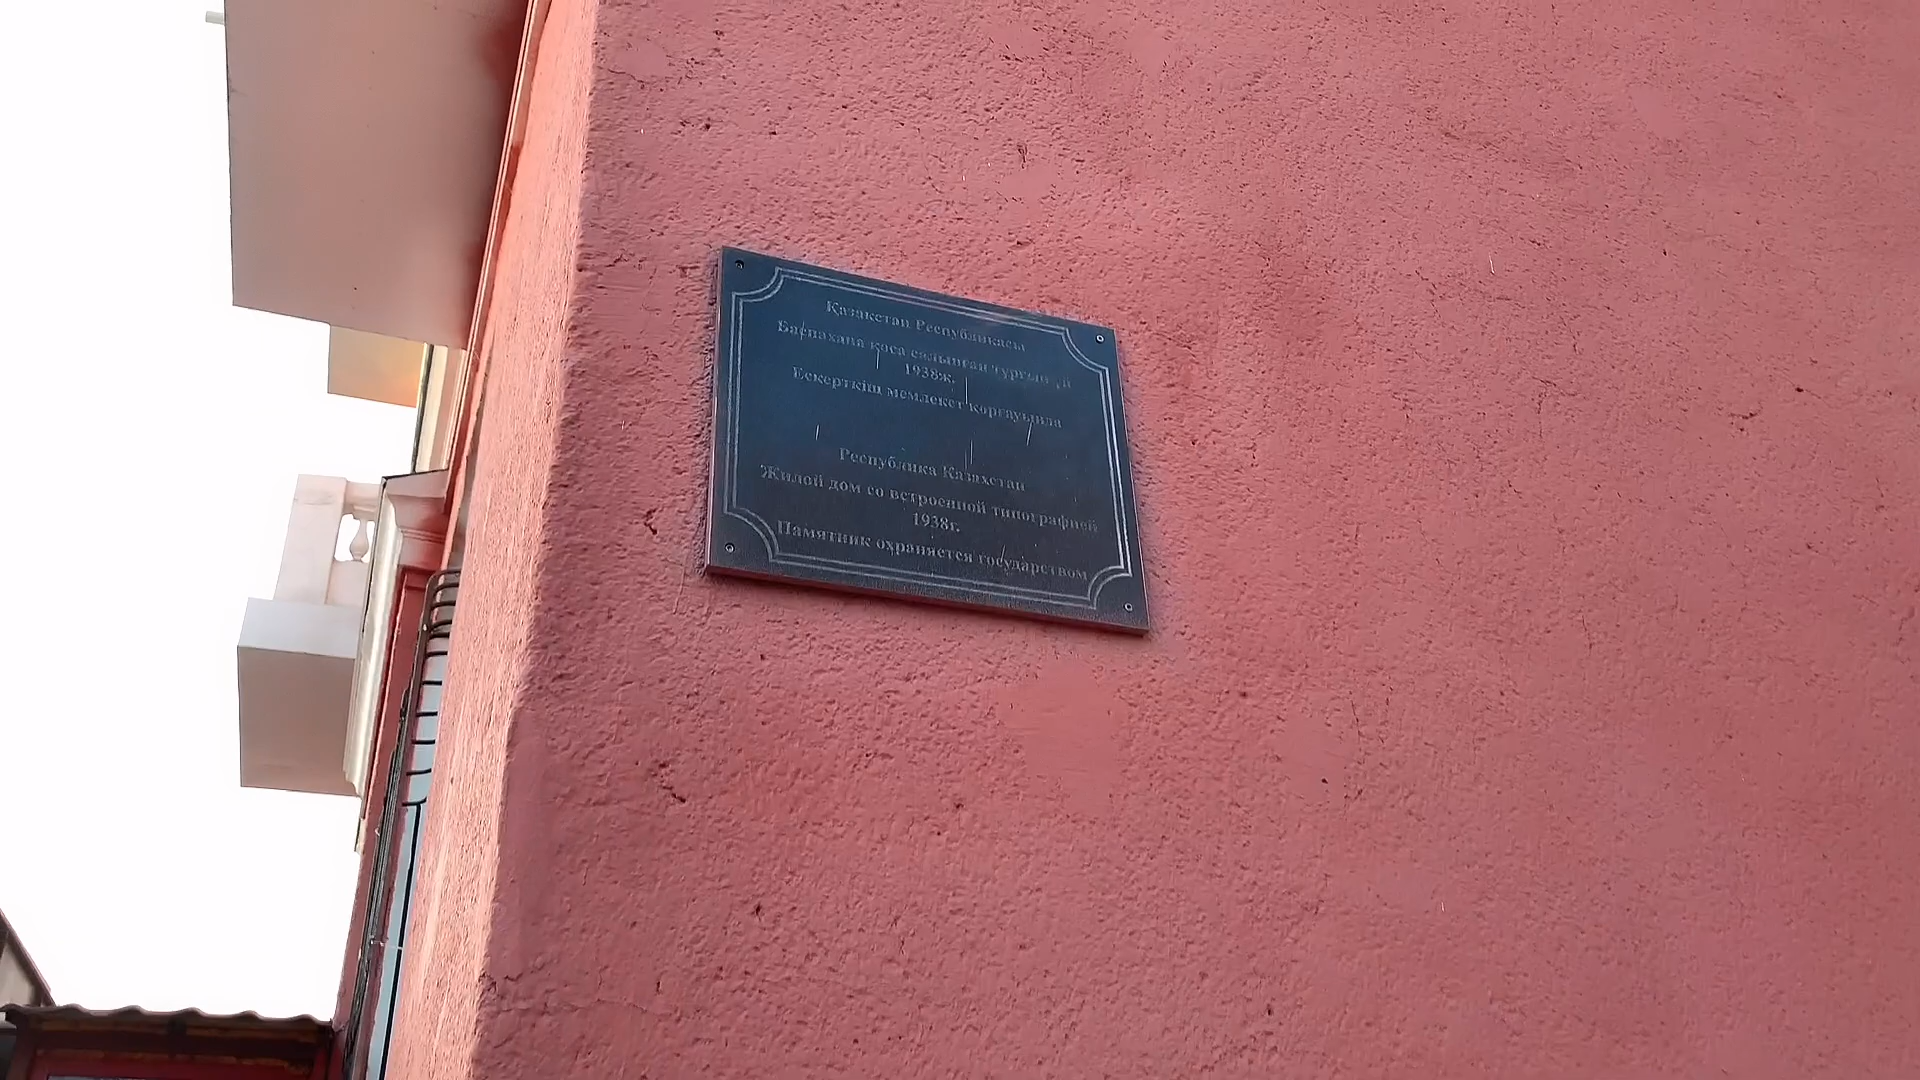 Қазақстан Республикасы
Баспахана қоса салынған тұрғын үй
1938ж.
Ескерткіш мемлекет қорғауында
Республика Казахстан
Жилой дом со встроенной типографией
1938г.
Памятник охраняется государством